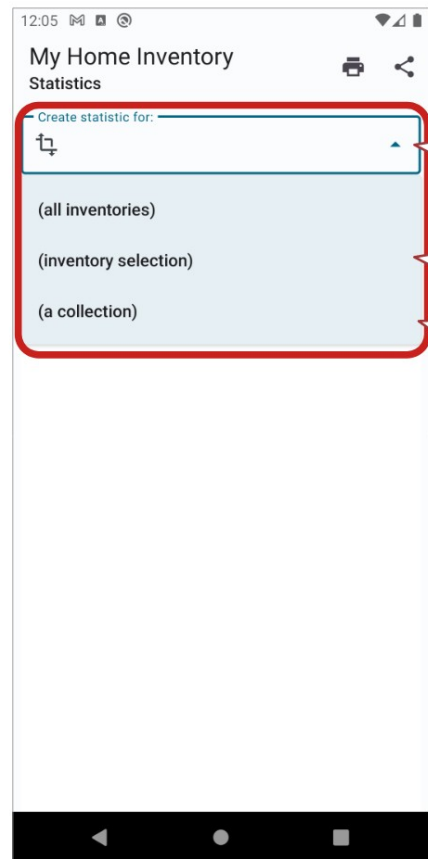 12:05
My Home Inventory
Statistics
Create statistic for:
(all inventories)
(inventory selection)
(a collection)